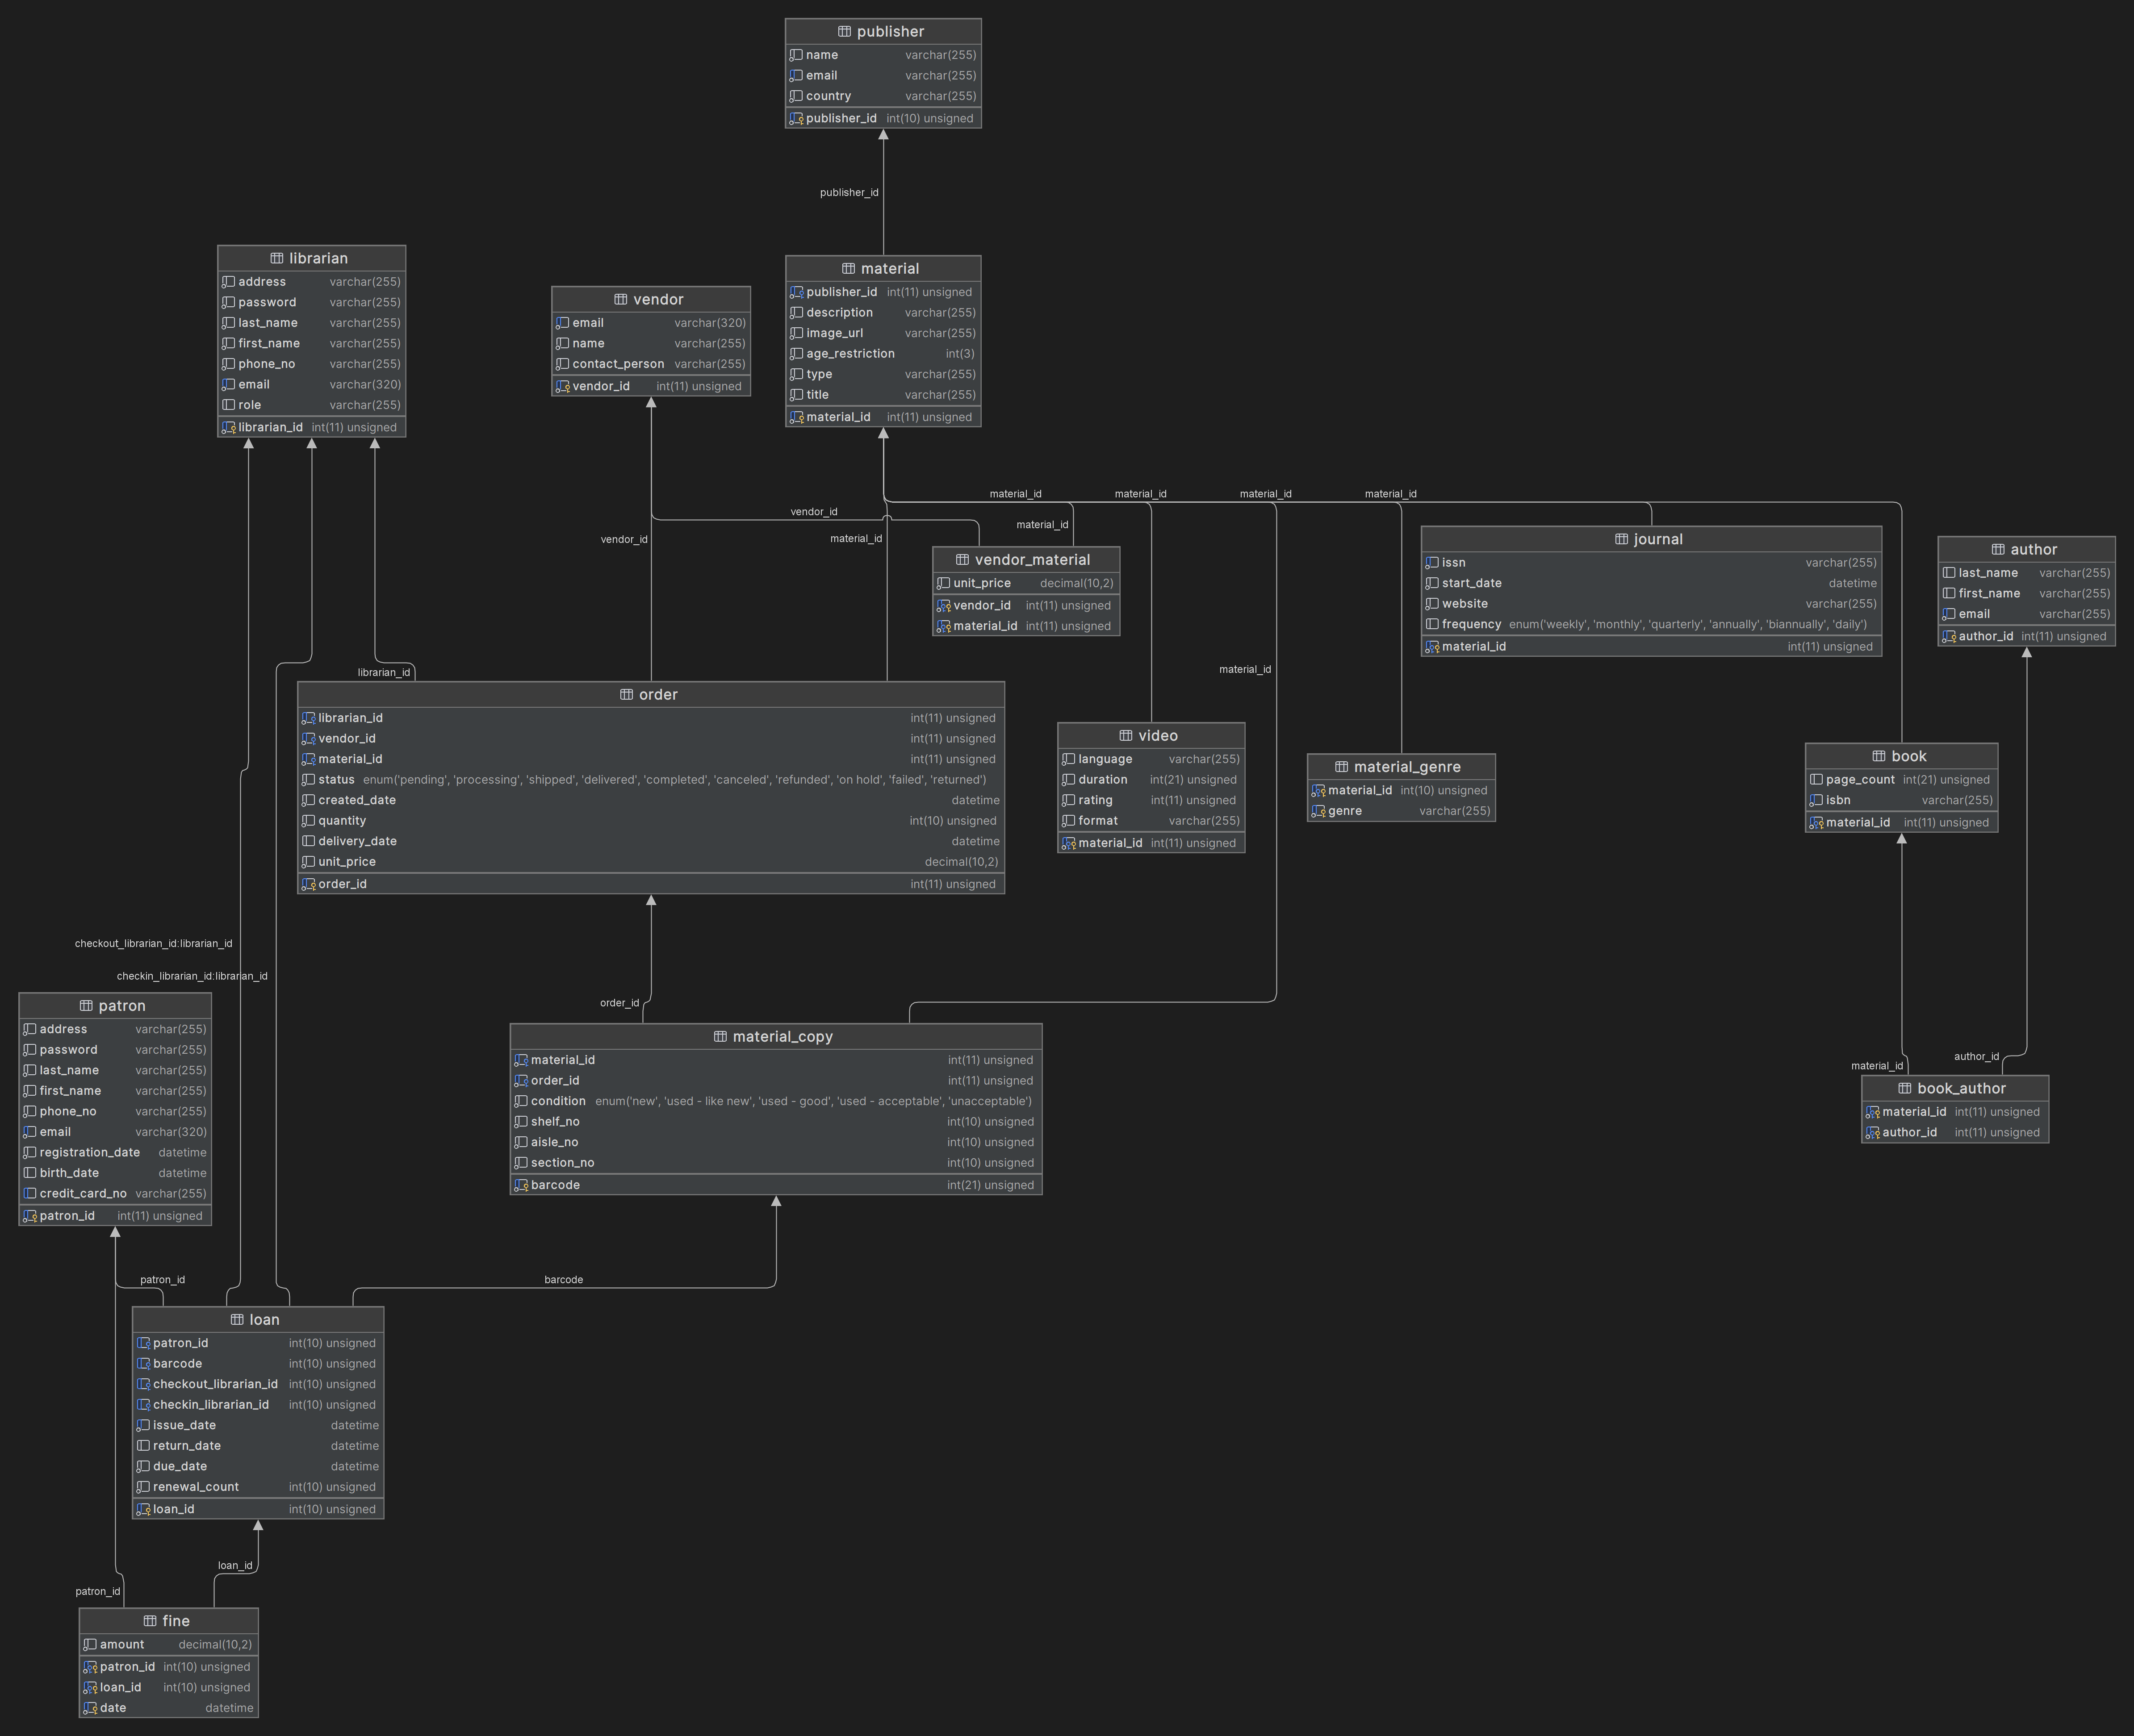 publisher
name varchar(255)
email varchar(255)
country varchar(255)
publisher_id int(10) unsigned
publisher_id
librarian
address varchar(255)
password varchar(255)
last_name varchar(255)
first_name varchar(255)
phone_no varchar(255)
email varchar(320)
role varchar(255)
librarian_id int(11) unsigned
vendor
email varchar(320)
name varchar(255)
contact_person varchar(255)
vendor_id int(11) unsigned
material
publisher_id int(11) unsigned
description varchar(255)
image_url varchar(255)
age_restriction int(3)
type varchar(255)
title varchar(255)
material_id int(11) unsigned
material_id material_id material_id material_id
vendor_id
material_id
vendor_id
material_id
vendor_material
unit_price decimal(10,2)
vendor_id int(11) unsigned
material_id int(11) unsigned
journal
issn varchar(255)
start_date datetime
website varchar(255)
frequency enum('weekly', 'monthly', 'quarterly', 'annually', 'biannually', 'daily')
material_id int(11) unsigned
author
last_name varchar(255)
first_name varchar(255)
email varchar(255)
author_id int(11) unsigned
librarian_id
material_id
order
librarian_id int(11) unsigned
vendor_id int(11) unsigned
material_id int(11) unsigned
status enum('pending', 'processing', 'shipped', 'delivered', 'completed', 'canceled', 'refunded', 'on hold', 'failed', 'returned')
created_date datetime
quantity int(10) unsigned
delivery_date datetime
unit_price decimal(10,2)
order_id int(11) unsigned
video
language varchar(255)
duration int(21) unsigned
rating int(11) unsigned
format varchar(255)
material_id int(11) unsigned
material_genre
material_id int(10) unsigned
genre varchar(255)
book
page_count int(21) unsigned
isbn varchar(255)
material_id int(11) unsigned
checkout_librarian_id:librarian_id
checkin_librarian_id:librarian_id
order_id
patron
address varchar(255)
password varchar(255)
last_name varchar(255)
first_name varchar(255)
phone_no varchar(255)
email varchar(320)
registration_date datetime
birth_date datetime
credit_card_no varchar(255)
patron_id int(11) unsigned
material_copy
material_id int(11) unsigned
order_id int(11) unsigned
condition enum('new', 'used - like new', 'used - good', 'used - acceptable', 'unacceptable')
shelf_no int(10) unsigned
aisle_no int(10) unsigned
section_no int(10) unsigned
barcode int(21) unsigned
material_id
author_id
book_author
material_id int(11) unsigned
author_id int(11) unsigned
patron_id
barcode
loan
patron_id int(10) unsigned
barcode int(10) unsigned
checkout_librarian_id int(10) unsigned
checkin_librarian_id int(10) unsigned
issue_date datetime
return_date datetime
due_date datetime
renewal_count int(10) unsigned
loan_id int(10) unsigned
loan_id
patron_id
fine
amount decimal(10,2)
patron_id int(10) unsigned
loan_id int(10) unsigned
date datetime